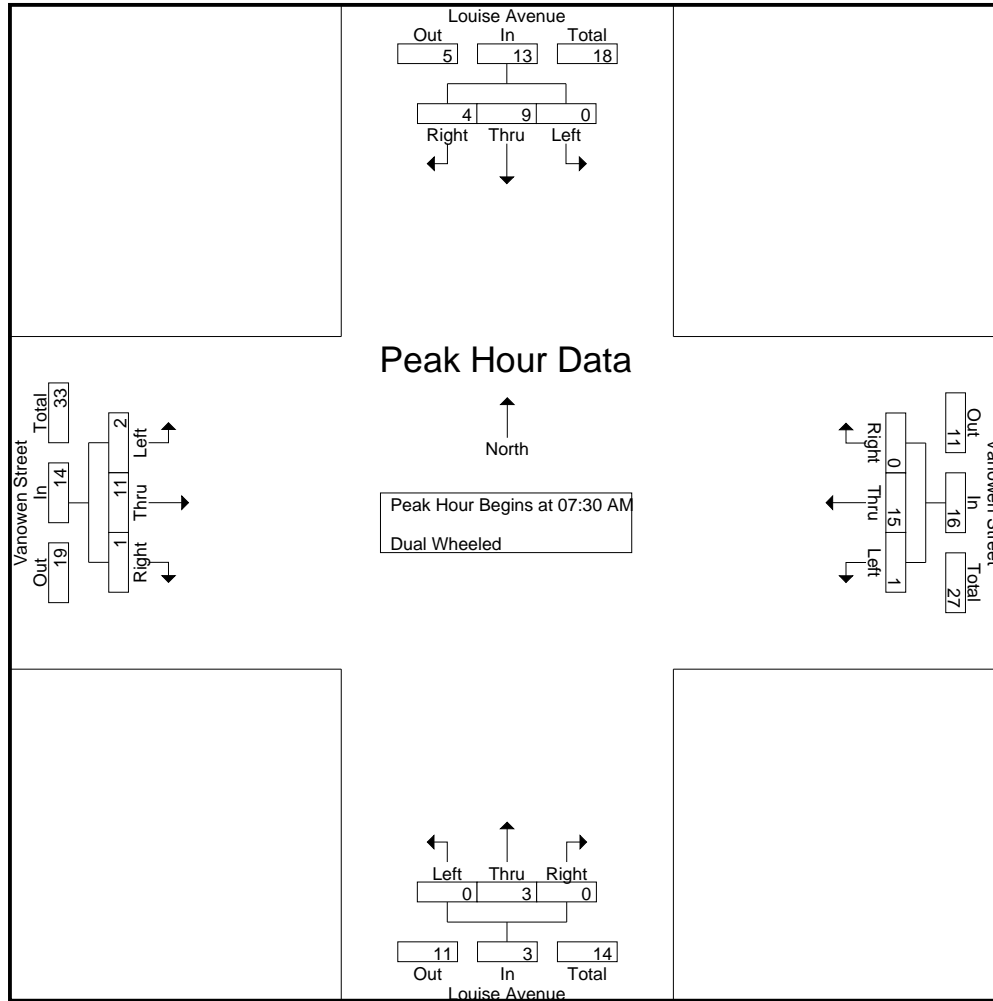 Louise Avenue
Out In Total
5 13 18
4 9 0
Right Thru Left
Peak Hour Data
North
Peak Hour Begins at 07:30 AM
Dual Wheeled
Vanowen Street
Total In Out
33 14 19
2 11 1
Left Thru Right
Vanowen Street
Out In Total
11 16 27
0 15 1
Right Thru Left
Left Thru Right
0 3 0
11 3 14
Out In Total
Louise Avenue